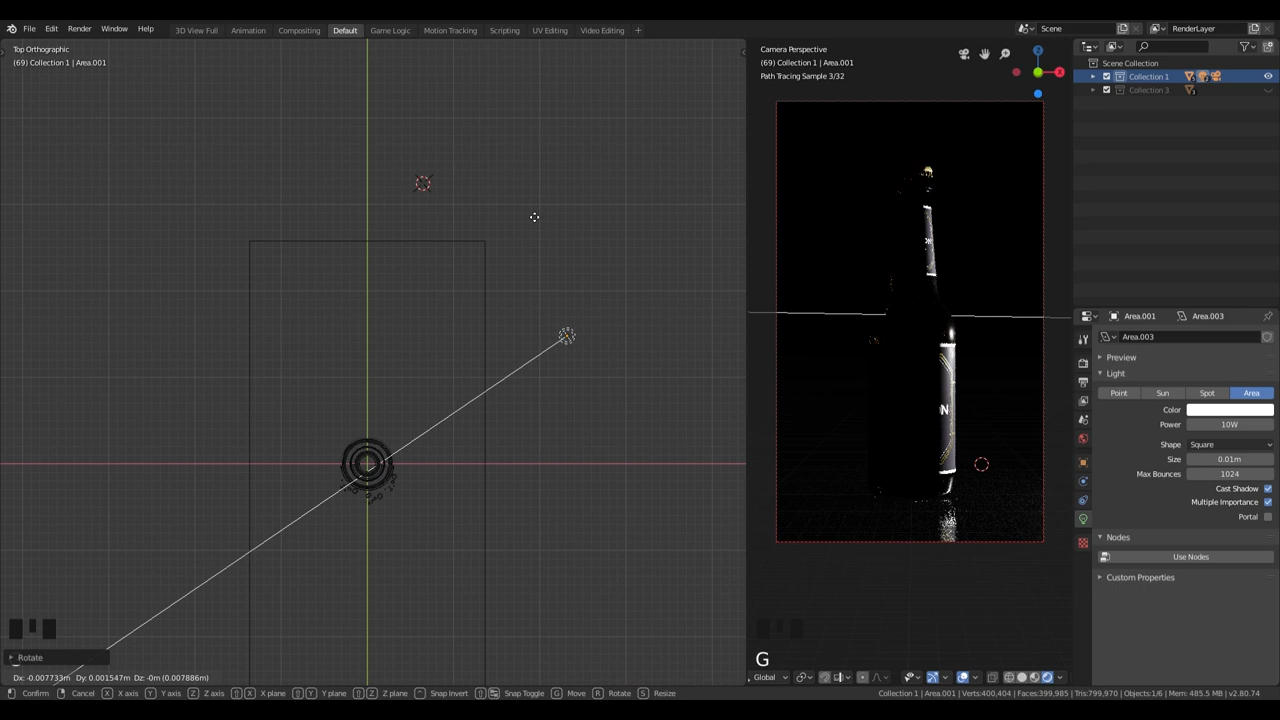 File Edit Render Window Help 3D View Full Animation Compositing Default Game Logic Motion Tracking Scripting UV Editing Video Editing + Scene RenderLayer
Top Orthographic
(69) Collection 1 | Area.001
Camera Perspective
(69) Collection 1 | Area.001
Path Tracing Sample 3/32
Z
X
Scene Collection
Collection 1
Collection 3
Area.001 Area.003
Area.003
Preview
Light
Point Sun Spot Area
Color
Power 10W
Shape Square
Size 0.01m
Max Bounces 1024
Cast Shadow
Multiple Importance
Portal
Nodes
Use Nodes
Custom Properties
N
Rotate
G
Dx: -0.007733m Dy: 0.001547m Dz: -0m (0.007886m)
Global
Confirm Cancel X X axis Y Y axis Z Z axis X X plane Y Y plane Z Z plane Snap Invert Snap Toggle G Move R Rotate S Resize
Collection 1 | Area.001 | Verts:400,404 | Faces:399,985 | Tris:799,970 | Objects:1/6 | Mem: 485.5 MB | v2.80.74